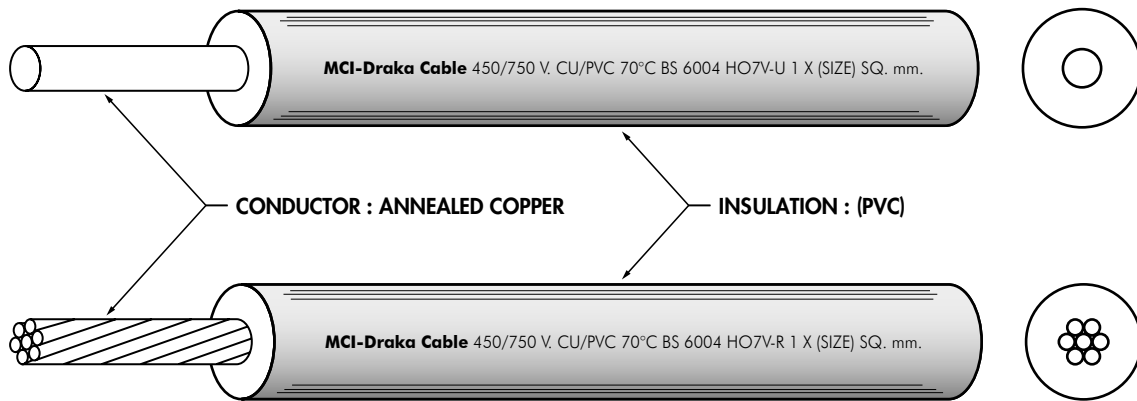 MCI-Draka Cable 450/750 V. CU/PVC 70°C BS 6004 HO7V-U 1 X (SIZE) SQ. mm.
CONDUCTOR : ANNEALED COPPER
INSULATION : (PVC)
MCI-Draka Cable 450/750 V. CU/PVC 70°C BS 6004 HO7V-R 1 X (SIZE) SQ. mm.